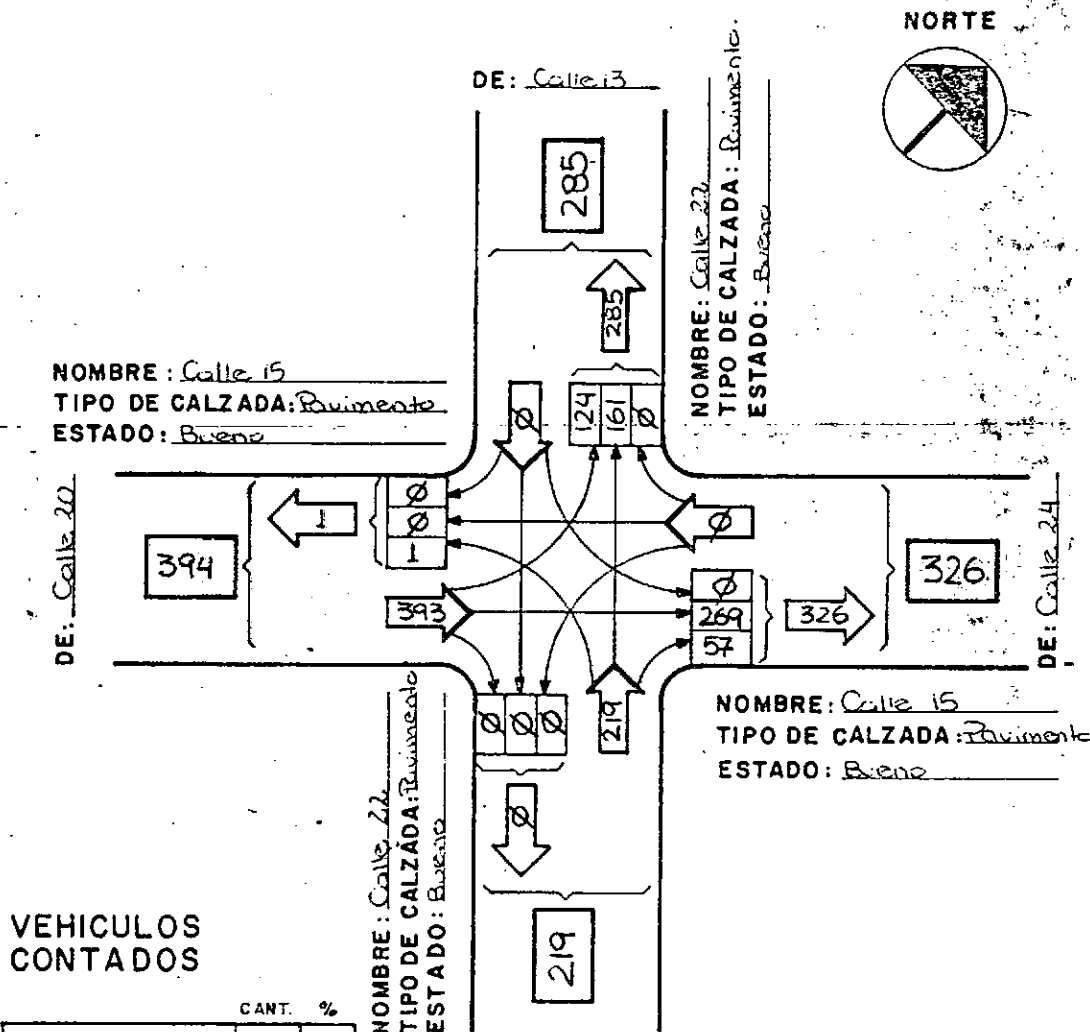 NORTE
DE: Calle 13
285
NOMBRE: Calle 22
TIPO DE CALZADA: Pavimento.
ESTADO: Bueno
285
124 161 Ø
Ø
NOMBRE: Calle 15
TIPO DE CALZADA: Pavimento
ESTADO: Bueno
DE: Calle 20
394
1
Ø
Ø
1
393
Ø
326
DE: Calle 24
Ø
269
57
326
Ø Ø Ø
219
Ø
219
NOMBRE: Calle 15
TIPO DE CALZADA: Pavimento
ESTADO: Bueno
NOMBRE: Calle 22
TIPO DE CALZADA: Pavimento
ESTADO: Bueno
VEHICULOS
CONTADOS
CANT. %